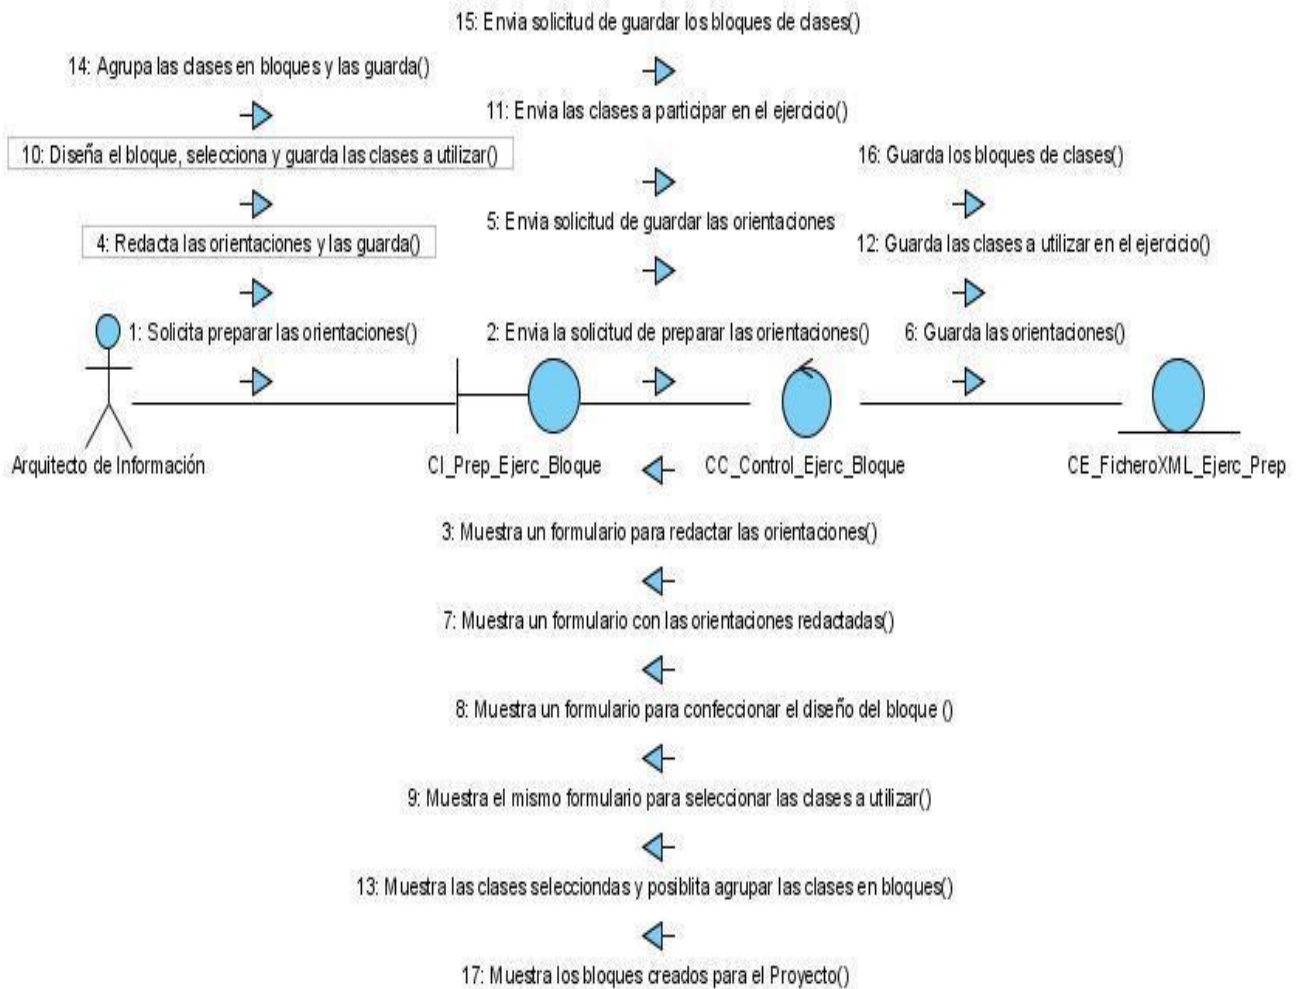 15: Envia solicitud de guardar los bloques de clases()
14: Agrupa las clases en bloques y las guarda()
11: Envia las clases a participar en el ejercicio()
10: Diseña el bloque, selecciona y guarda las clases a utilizar()
16: Guarda los bloques de clases()
5: Envia solicitud de guardar las orientaciones
4: Redacta las orientaciones y las guarda()
12: Guarda las clases a utilizar en el ejercicio()
1: Solicita preparar las orientaciones()
2: Envia la solicitud de preparar las orientaciones()
6: Guarda las orientaciones()
Arquitecto de Información
CI_Prep_Ejerc_Bloque
CC_Control_Ejerc_Bloque
CE_FicheroXML_Ejerc_Prep
3: Muestra un formulario para redactar las orientaciones()
7: Muestra un formulario con las orientaciones redactadas()
8: Muestra un formulario para confeccionar el diseño del bloque ()
9: Muestra el mismo formulario para seleccionar las clases a utilizar()
13: Muestra las clases selecciondas y posiblita agrupar las clases en bloques()
17: Muestra los bloques creados para el Proyecto()